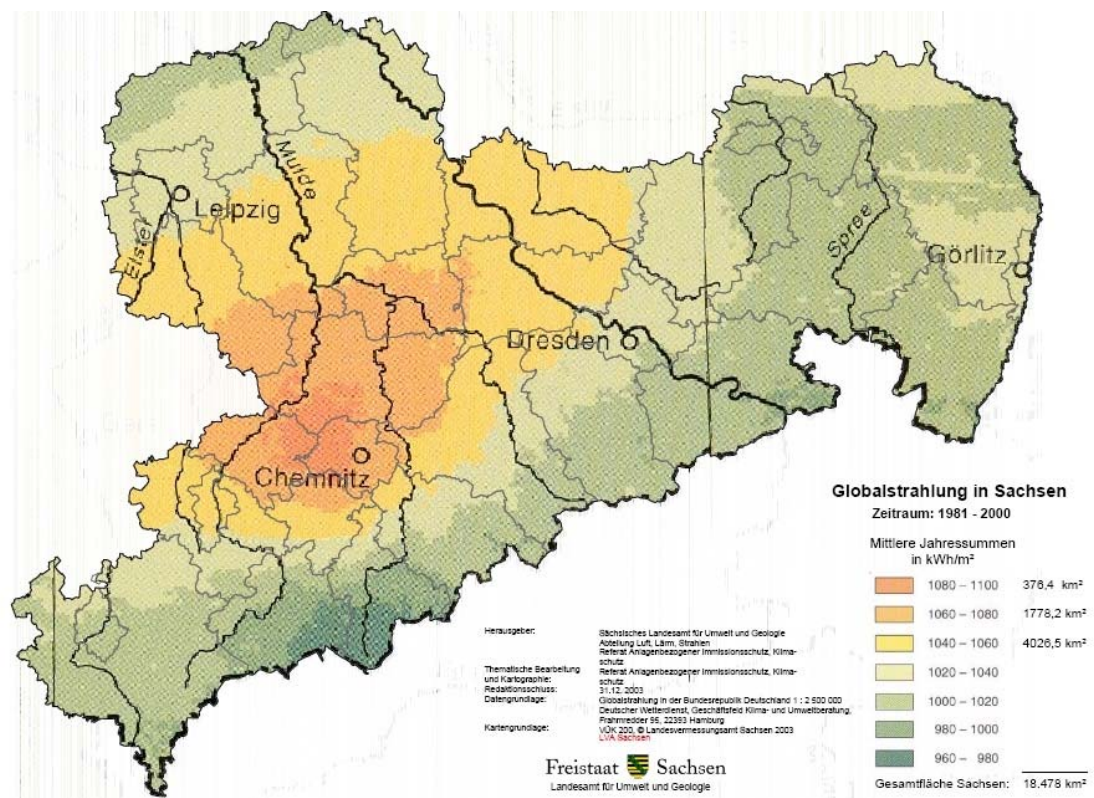 Mulde
Leipzig
Elster
Spree
Görlitz
Dresden
Chemnitz
Globalstrahlung in Sachsen
Zeitraum: 1981 - 2000
Mittlere Jahressummen
in kWh/m²
1080 – 1100 376,4 km²
1060 – 1080 1778,2 km²
1040 – 1060 4026,5 km²
1020 – 1040
1000 – 1020
980 – 1000
960 – 980
Gesamtfläche Sachsen: 18.478 km²
Herausgeber: Sächsisches Landesamt für Umwelt und Geologie
Abteilung Luft, Lärm, Strahlen
Referat Anlagenbezogener Immissionsschutz, Klima-
schutz
Thematische Bearbeitung Referat Anlagenbezogener Immissionsschutz, Klima-
und Kartographie: schutz
Redaktionsschluss: 31.12. 2003
Datengrundlage: Globalstrahlung in der Bundesrepublik Deutschland 1 : 2 500 000
Deutscher Wetterdienst, Geschäftsfeld Klima- und Umweltberatung,
Frahmredder 95, 22393 Hamburg
Kartengrundlage: VÜK 200, © Landesvermessungsamt Sachsen 2003
LVA Sachsen
Freistaat Sachsen
Landesamt für Umwelt und Geologie